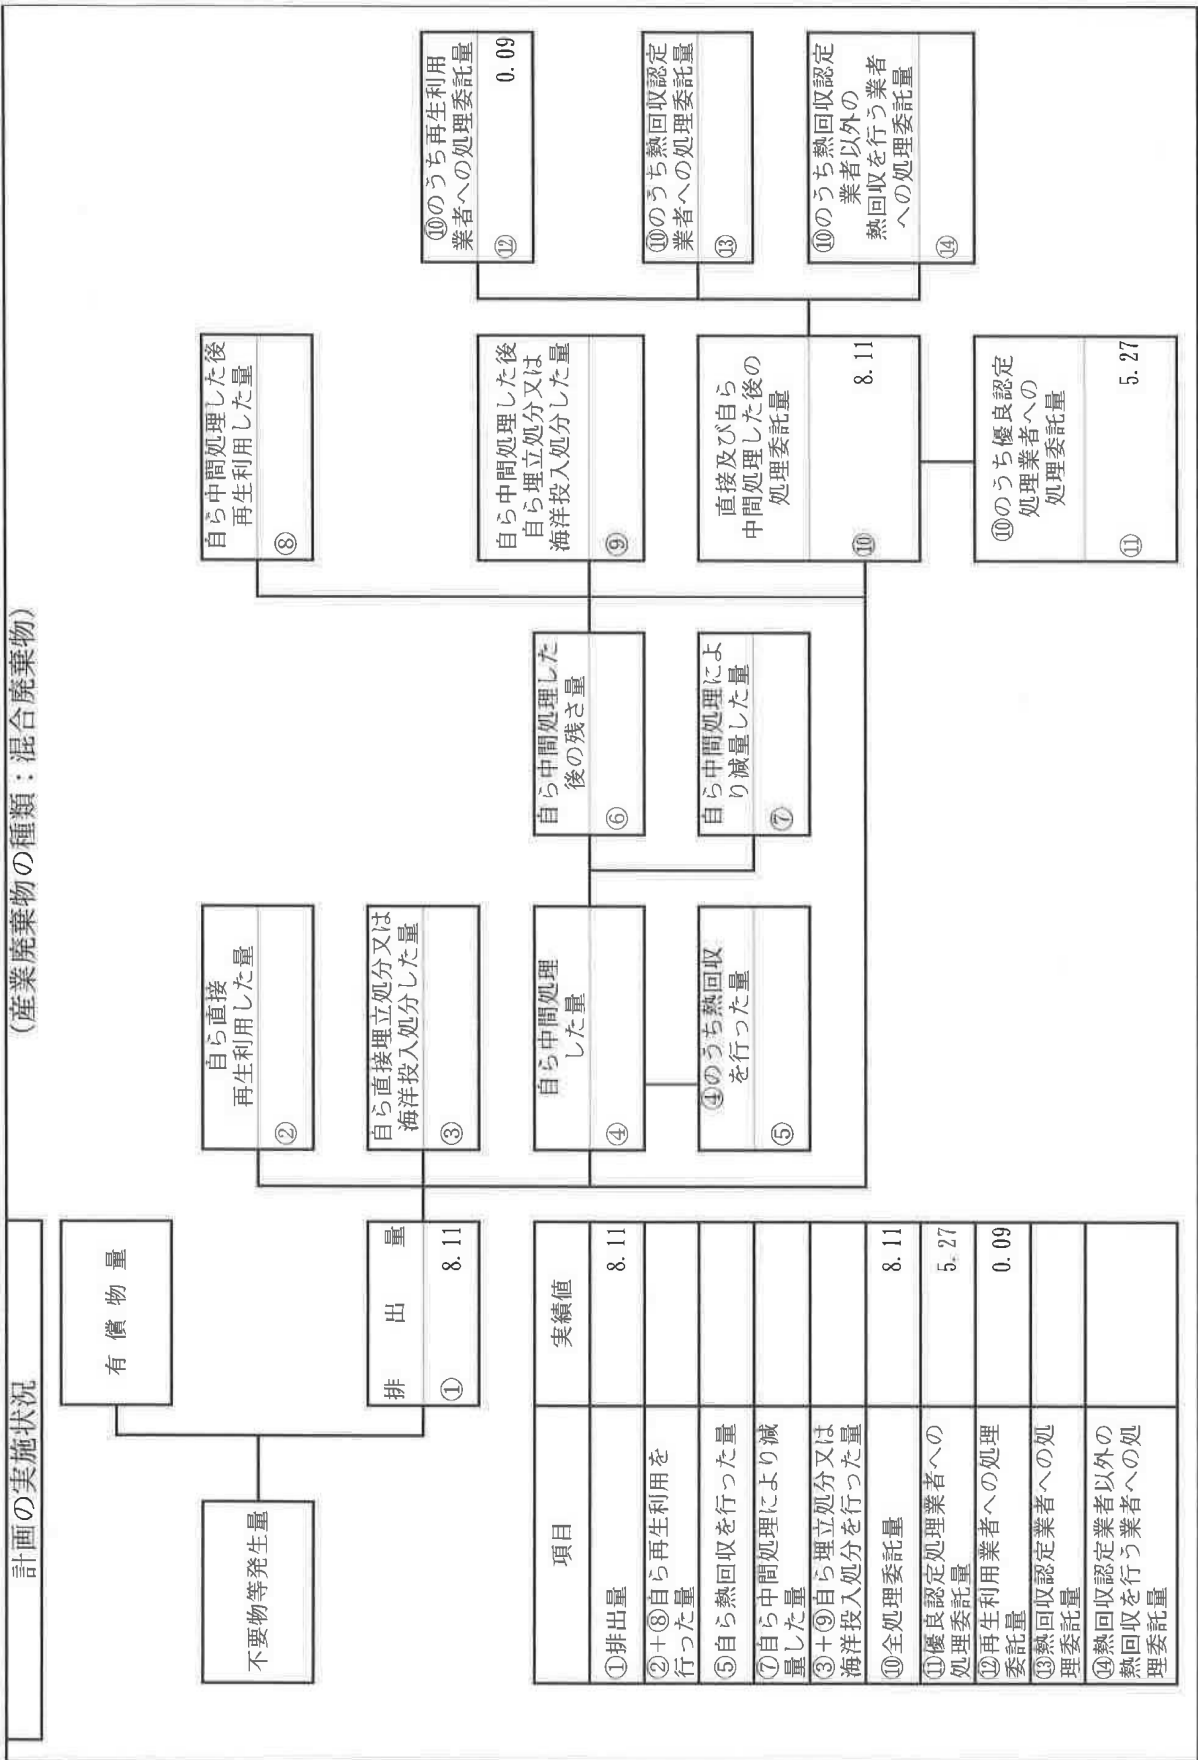 計画の実施状況
(産業廃棄物の種類:混合廃棄物)
不要物等発生量
有償物量
排出量
① 8.11
自ら直接
再生利用した量
②
自ら直接埋立処分又は
海洋投入処分した量
③
自ら中間処理
した量
④
④のうち熱回収
を行った量
⑤
自ら中間処理した
後の残さ量
⑥
自ら中間処理によ
り減量した量
⑦
自ら中間処理した後
再生利用した量
⑧
自ら中間処理した後
自ら埋立処分又は
海洋投入処分した量
⑨
直接及び自ら
中間処理した後の
処理委託量
⑩ 8.11
⑩のうち優良認定
処理業者への
処理委託量
⑪ 5.27
⑩のうち再生利用
業者への処理委託量
⑫ 0.09
⑩のうち熱回収認定
業者への処理委託量
⑬
⑩のうち熱回収認定
業者以外の
熱回収を行う業者
への処理委託量
⑭
項目 実績値
①排出量 8.11
②+⑧自ら再生利用を
行った量
⑤自ら熱回収を行った量
⑦自ら中間処理により減
量した量
③+⑨自ら埋立処分又は
海洋投入処分を行った量
⑩全処理委託量 8.11
⑪優良認定処理業者への
処理委託量 5.27
⑫再生利用業者への処理
委託量 0.09
⑬熱回収認定業者への処
理委託量
⑭熱回収認定業者以外の
熱回収を行う業者への処
理委託量